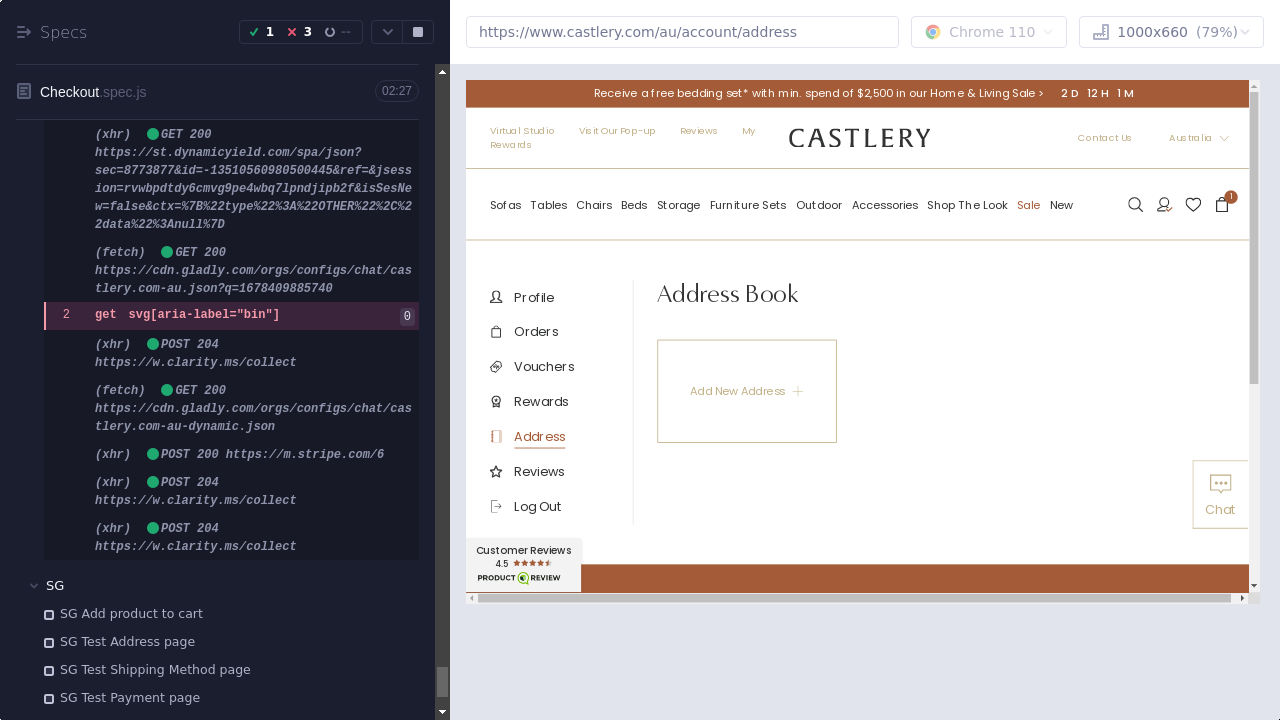 Specs
1
3
--
https://www.castlery.com/au/account/address
Chrome 110
1000x660 (79%)
Checkout.spec.js
02:27
(xhr) GET 200
https://st.dynamicyield.com/spa/json?
sec=8773877&id=-13510560980500445&ref=&jsess
ion=rvwbpdtdy6cmvg9pe4wbq7lpndjipb2f&isSesNe
w=false&ctx=%7B%22type%22%3A%22OTHER%22%2C%2
2data%22%3Anull%7D
(fetch) GET 200
https://cdn.gladly.com/orgs/configs/chat/cas
tlery.com-au.json?q=1678409885740
2 get svg[aria-label="bin"] 0
(xhr) POST 204
https://w.clarity.ms/collect
(fetch) GET 200
https://cdn.gladly.com/orgs/configs/chat/cas
tlery.com-au-dynamic.json
(xhr) POST 200 https://m.stripe.com/6
(xhr) POST 204
https://w.clarity.ms/collect
(xhr) POST 204
https://w.clarity.ms/collect
SG
SG Add product to cart
SG Test Address page
SG Test Shipping Method page
SG Test Payment page
Receive a free bedding set* with min. spend of $2,500 in our Home & Living Sale > 2 D 12 H 1 M
Virtual Studio Visit Our Pop-up Reviews My
Rewards
CASTLERY
Contact Us Australia
Sofas Tables Chairs Beds Storage Furniture Sets Outdoor Accessories Shop The Look Sale New
1
Profile
Orders
Vouchers
Rewards
Address
Reviews
Log Out
Address Book
Add New Address
Chat
Customer Reviews
4.5
PRODUCT REVIEW